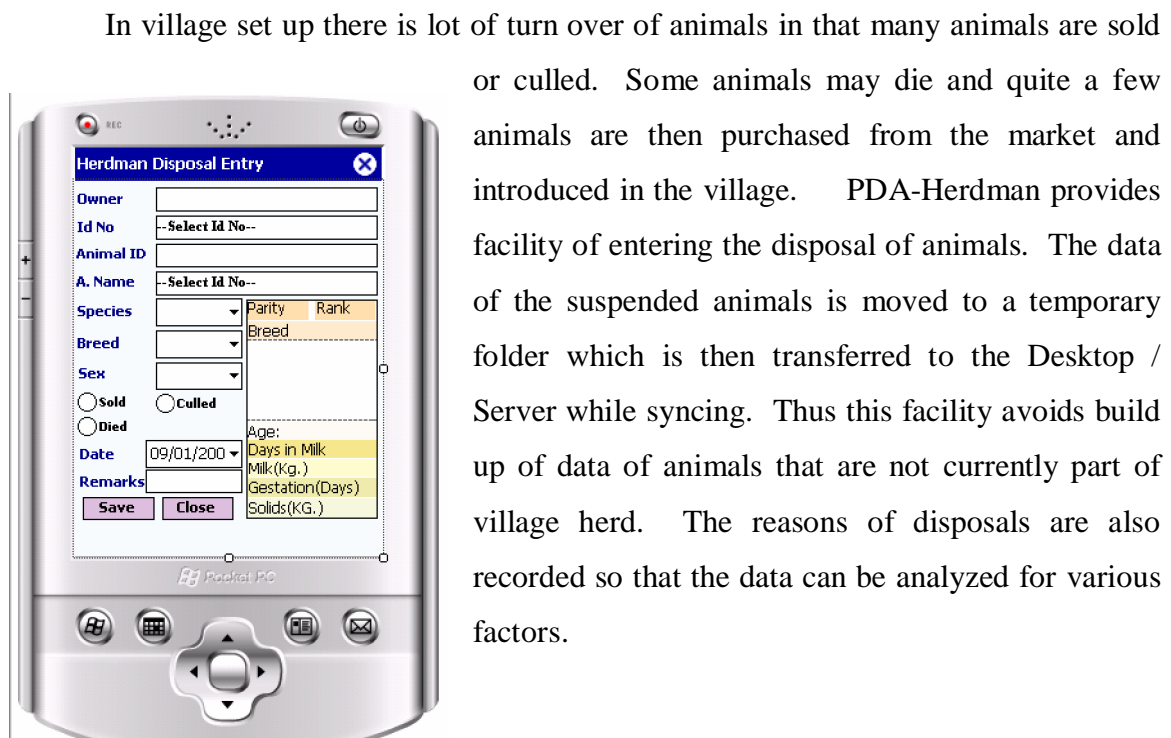 In village set up there is lot of turn over of animals in that many animals are sold
or culled. Some animals may die and quite a few
animals are then purchased from the market and
introduced in the village. PDA-Herdman provides
facility of entering the disposal of animals. The data
of the suspended animals is moved to a temporary
folder which is then transferred to the Desktop /
Server while syncing. Thus this facility avoids build
up of data of animals that are not currently part of
village herd. The reasons of disposals are also
recorded so that the data can be analyzed for various
factors.
REC
Herdman Disposal Entry
Owner
Id No --Select Id No--
Animal ID
A. Name --Select Id No--
Species
Breed
Sex
Sold Culled
Died
Date 09/01/200
Remarks
Save Close
Parity Rank
Breed
Age:
Days in Milk
Milk(Kg.)
Gestation(Days)
Solids(KG.)
Pocket PC
+
-